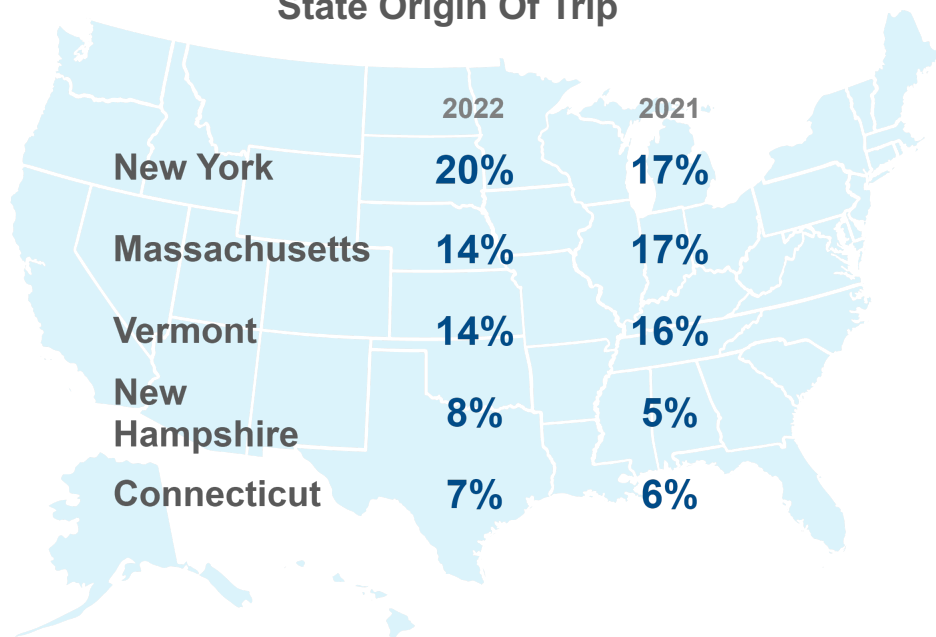 State Origin Of Trip
2022 2021
New York 20% 17%
Massachusetts 14% 17%
Vermont 14% 16%
New
Hampshire 8% 5%
Connecticut 7% 6%